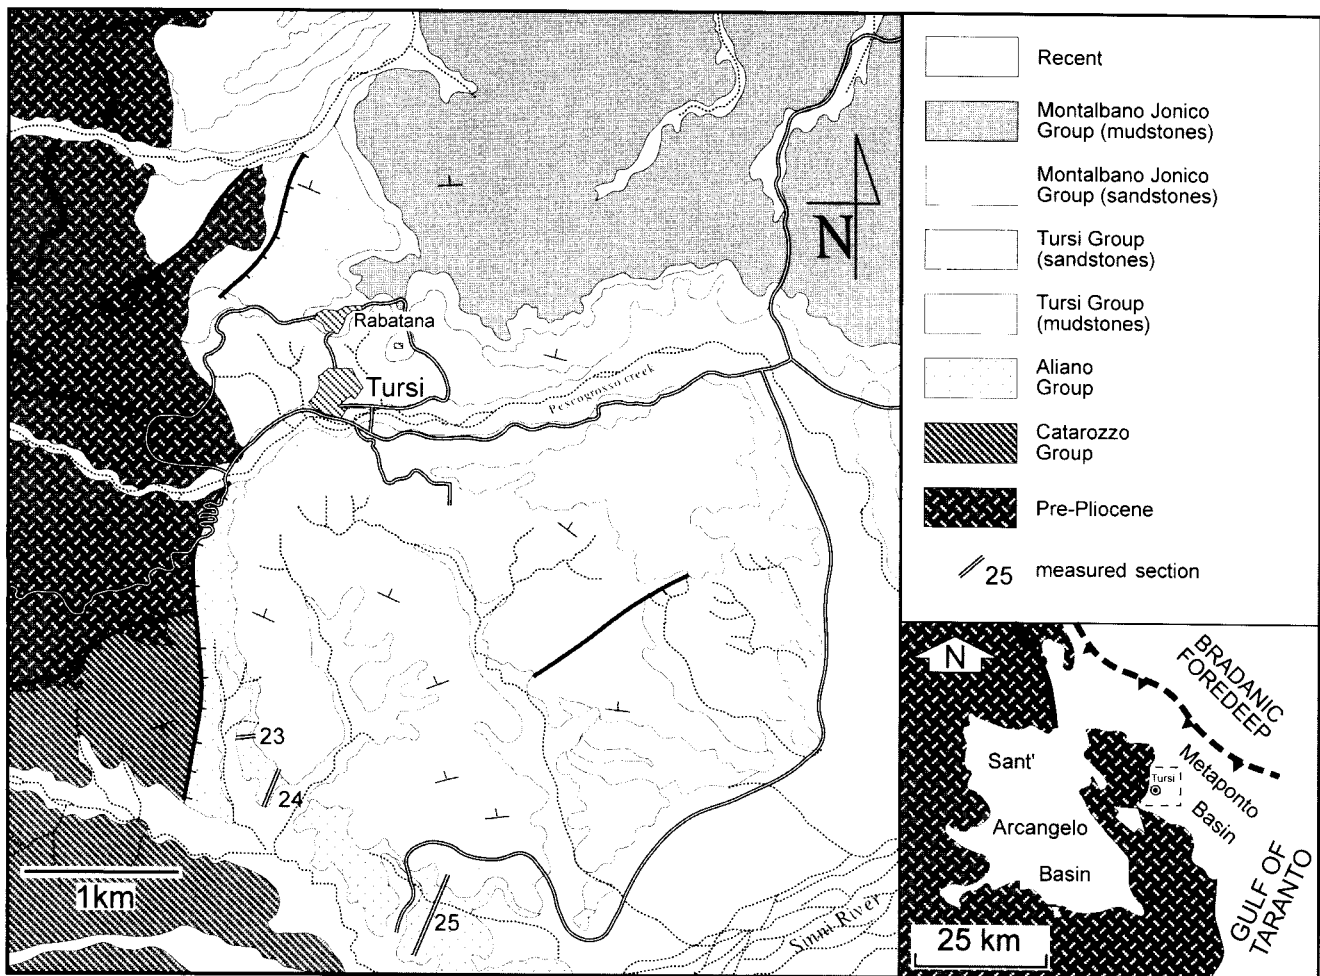 Rabatana
Tursi
Pescogrosso creek
N
23
24
25
1km
Sinni River
Recent
Montalbano Jonico
Group (mudstones)
Montalbano Jonico
Group (sandstones)
Tursi Group
(sandstones)
Tursi Group
(mudstones)
Aliano
Group
Catarozzo
Group
Pre-Pliocene
25 measured section
N
BRADANIC
FOREDEEP
Sant'
Arcangelo
Basin
Tursi
Metaponto
Basin
GULF OF
TARANTO
25 km